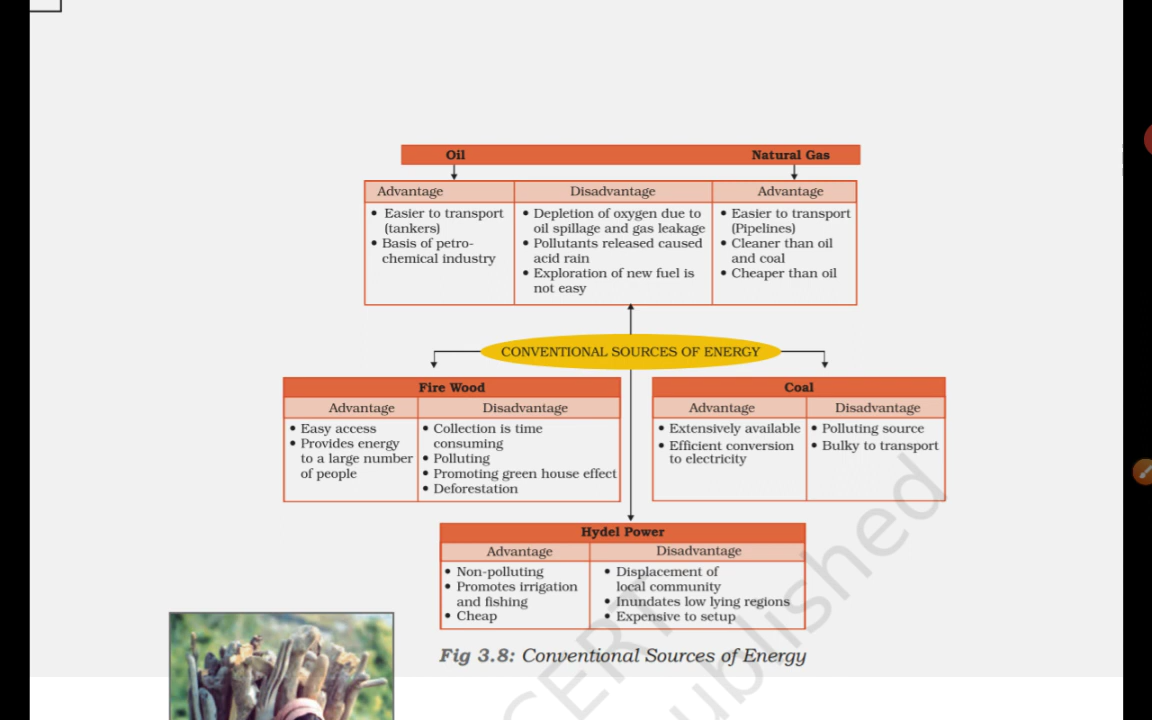 Oil Natural Gas
Advantage Disadvantage Advantage
• Easier to transport
(tankers)
• Basis of petro-
chemical industry
• Depletion of oxygen due to
oil spillage and gas leakage
• Pollutants released caused
acid rain
• Exploration of new fuel is
not easy
• Easier to transport
(Pipelines)
• Cleaner than oil
and coal
• Cheaper than oil
CONVENTIONAL SOURCES OF ENERGY
Fire Wood
Advantage Disadvantage
• Easy access
• Provides energy
to a large number
of people
• Collection is time
consuming
• Polluting
• Promoting green house effect
• Deforestation
Coal
Advantage Disadvantage
• Extensively available
• Efficient conversion
to electricity
• Polluting source
• Bulky to transport
Hydel Power
Advantage Disadvantage
• Non-polluting
• Promotes irrigation
and fishing
• Cheap
• Displacement of
local community
• Inundates low lying regions
• Expensive to setup
Fig 3.8: Conventional Sources of Energy
CERT
ublished